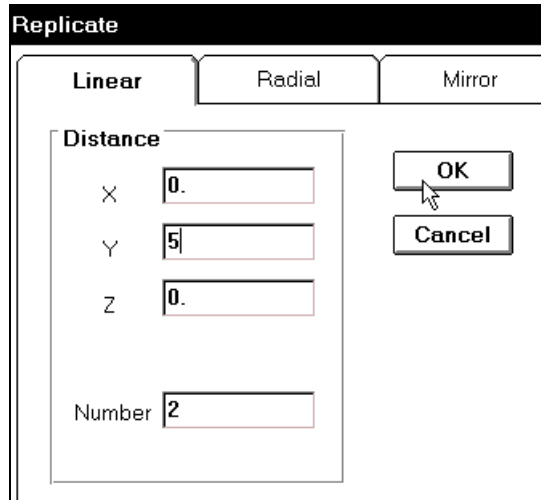 Replicate
Linear Radial Mirror
Distance
X 0.
Y 5
Z 0.
Number 2
OK
Cancel